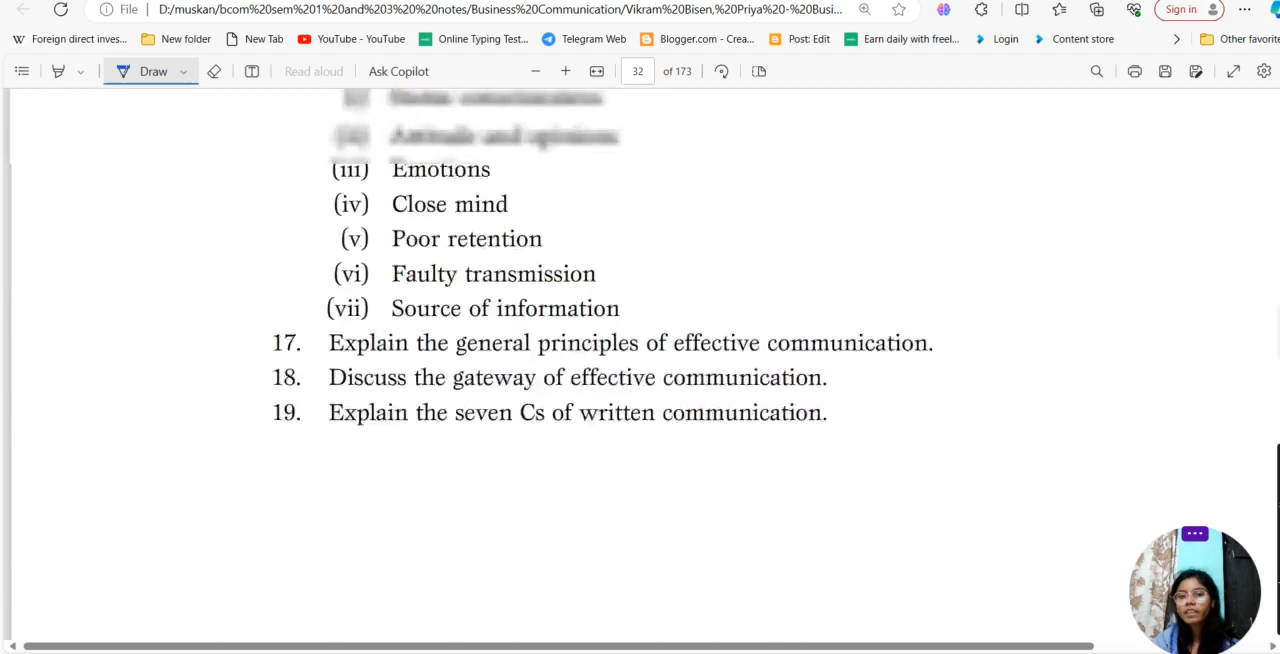 File D:/muskan/bcom%20sem%201%20and%203%20%20notes/Business%20Communication/Vikram%20Bisen,%20Priya%20-%20Busi... Sign in
Foreign direct inves... New folder New Tab YouTube - YouTube Online Typing Test... Telegram Web Blogger.com - Crea... Post: Edit Earn daily with freel... Login Content store Other favorite
Draw Read aloud Ask Copilot 32 of 173
Attitude and opinions
(iii) Emotions
(iv) Close mind
(v) Poor retention
(vi) Faulty transmission
(vii) Source of information
17. Explain the general principles of effective communication.
18. Discuss the gateway of effective communication.
19. Explain the seven Cs of written communication.